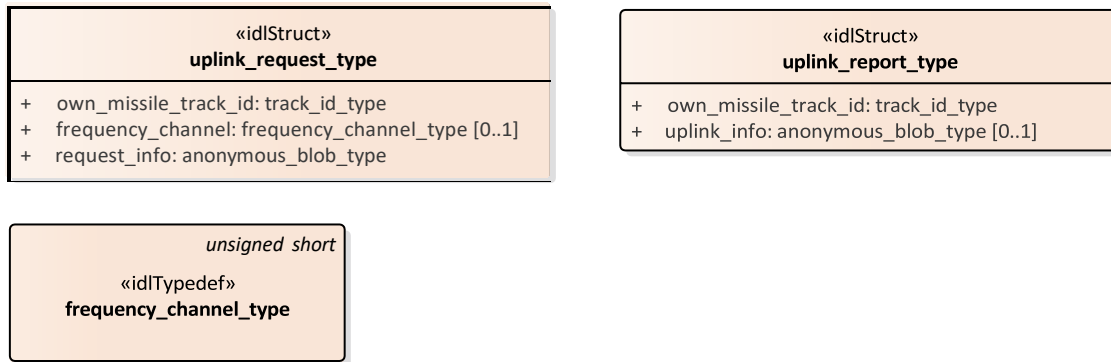 «idlStruct»
uplink_request_type
+ own_missile_track_id: track_id_type
+ frequency_channel: frequency_channel_type [0..1]
+ request_info: anonymous_blob_type
«idlStruct»
uplink_report_type
+ own_missile_track_id: track_id_type
+ uplink_info: anonymous_blob_type [0..1]
unsigned short
«idlTypedef»
frequency_channel_type